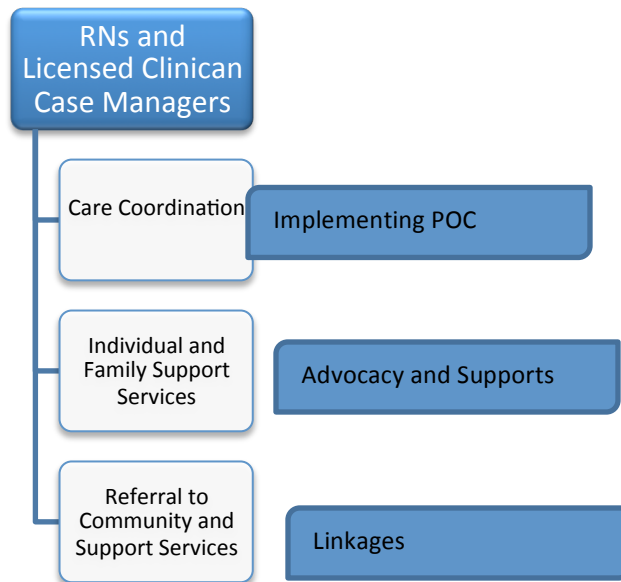 RNs and
Licensed Clinican
Case Managers
Care Coordination
Implementing POC
Individual and
Family Support
Services
Advocacy and Supports
Referral to
Community and
Support Services
Linkages